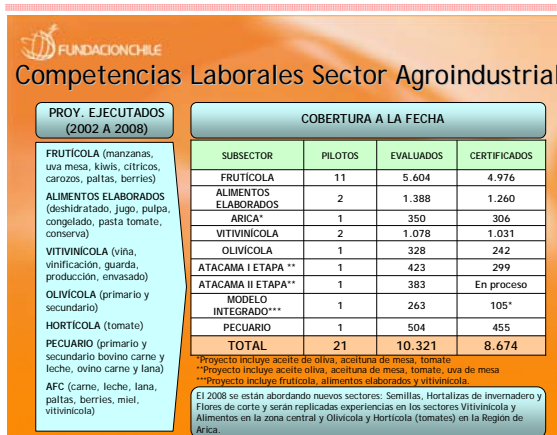 FUNDACIONCHILE
Competencias Laborales Sector Agroindustrial
PROY. EJECUTADOS
(2002 A 2008)
FRUTÍCOLA (manzanas,
uva mesa, kiwis, cítricos,
carozos, paltas, berries)
ALIMENTOS ELABORADOS
(deshidratado, jugo, pulpa,
congelado, pasta tomate,
conserva)
VITIVINÍCOLA (viña,
vinificación, guarda,
producción, envasado)
OLIVÍCOLA (primario y
secundario)
HORTÍCOLA (tomate)
PECUARIO (primario y
secundario bovino carne y
leche, ovino carne y lana)
AFC (carne, leche, lana,
paltas, berries, miel,
vitivinícola)
COBERTURA A LA FECHA
SUBSECTOR PILOTOS EVALUADOS CERTIFICADOS
FRUTÍCOLA 11 5.604 4.976
ALIMENTOS
ELABORADOS 2 1.388 1.260
ARICA* 1 350 306
VITIVINÍCOLA 2 1.078 1.031
OLIVÍCOLA 1 328 242
ATACAMA I ETAPA ** 1 423 299
ATACAMA II ETAPA** 1 383 En proceso
MODELO
INTEGRADO*** 1 263 105*
PECUARIO 1 504 455
TOTAL 21 10.321 8.674
*Proyecto incluye aceite de oliva, aceituna de mesa, tomate
**Proyecto incluye aceite de oliva, aceituna de mesa, tomate, uva de mesa
***Proyecto incluye frutícola, alimentos elaborados y vitivinícola.
El 2008 se están abordando nuevos sectores: Semillas, Hortalizas de invernadero y
Flores de corte y serán replicadas experiencias en los sectores Vitivinícola y
Alimentos en la zona central y Olivícola y Hortícola (tomates) en la Región de
Arica.